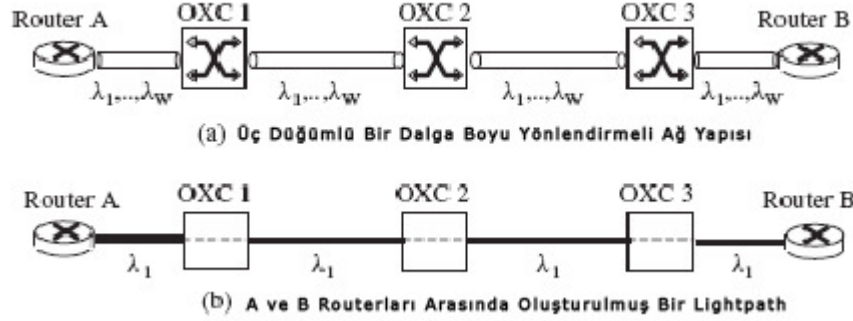 Router A OXC 1 OXC 2 OXC 3 Router B
λ1,..,λW λ1,..,λW λ1,..,λW λ1,..,λW
(a) Üç Düğümlü Bir Dalga Boyu Yönlendirmeli Ağ Yapısı
Router A OXC 1 OXC 2 OXC 3 Router B
λ1 λ1 λ1 λ1
(b) A ve B Routerları Arasında Oluşturulmuş Bir Lightpath